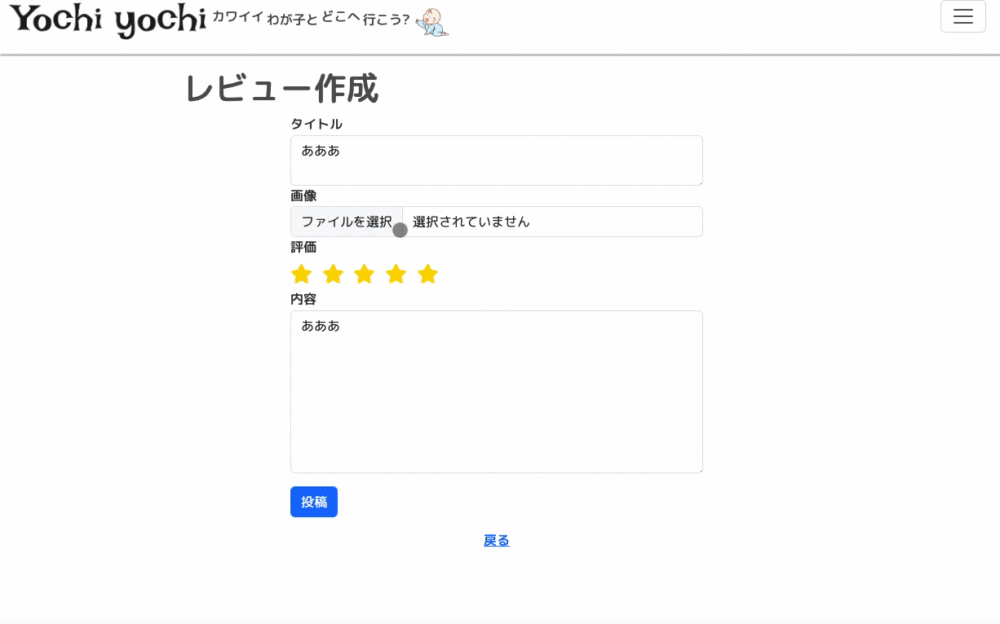 Yochi yochi カワイイ わが子と どこへ 行こう?
レビュー作成
タイトル
あああ
画像
ファイルを選択 選択されていません
評価
内容
あああ
投稿
戻る